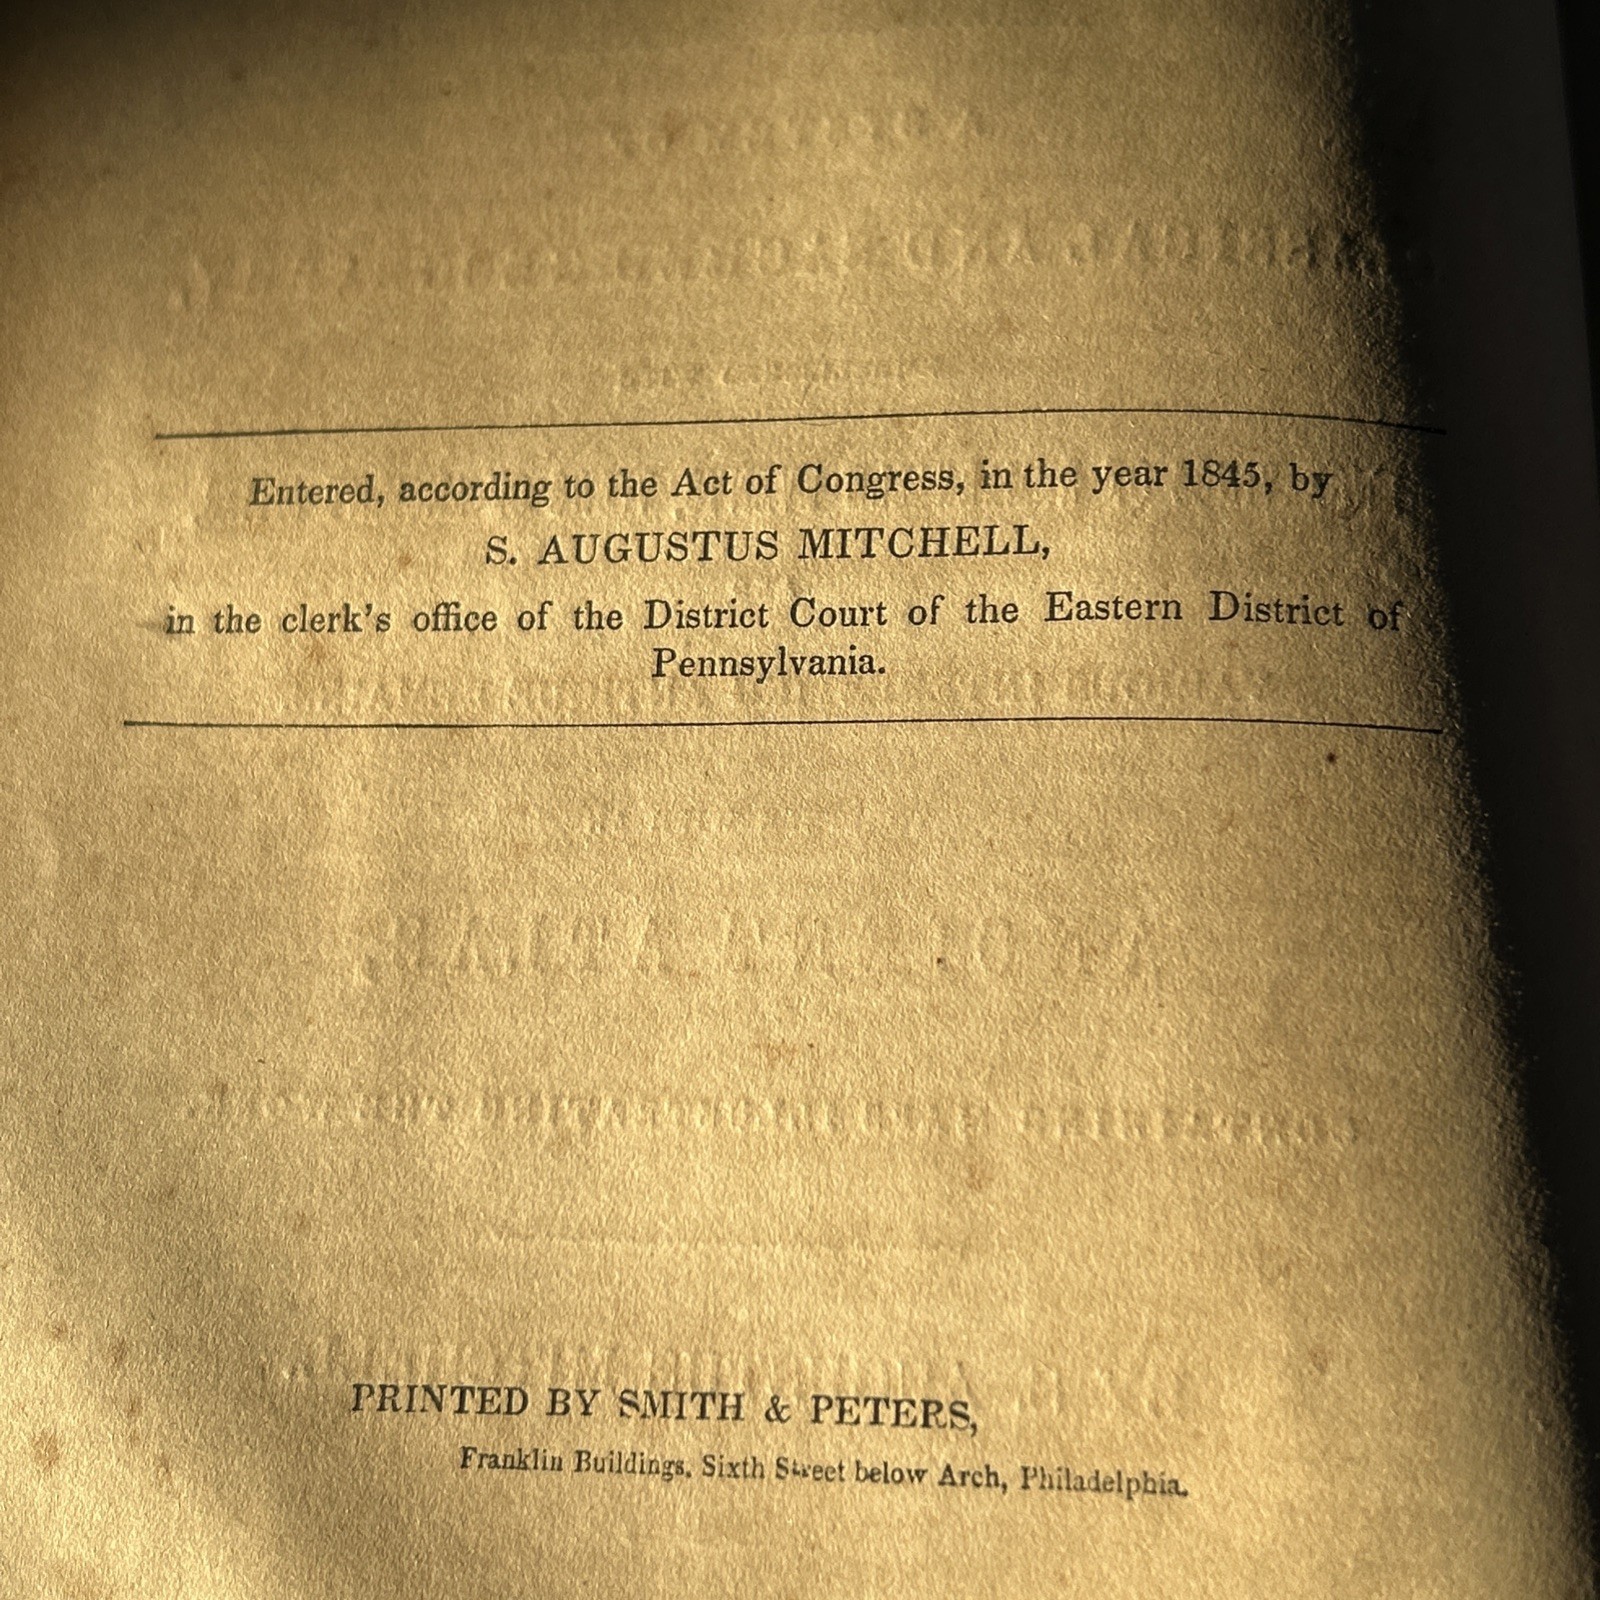 Entered, according to the Act of Congress, in the year 1845, by
S. AUGUSTUS MITCHELL,
in the clerk's office of the District Court of the Eastern District of
Pennsylvania.
PRINTED BY SMITH & PETERS,
Franklin Buildings, Sixth Street below Arch, Philadelphia.